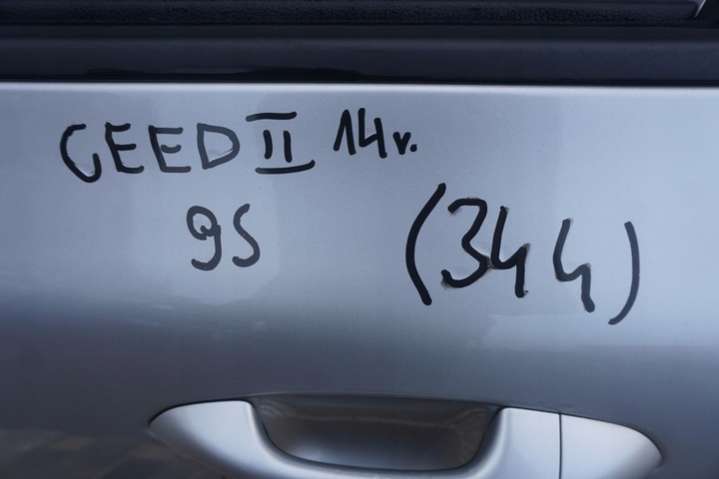 CEED II 14r.
9S (344)